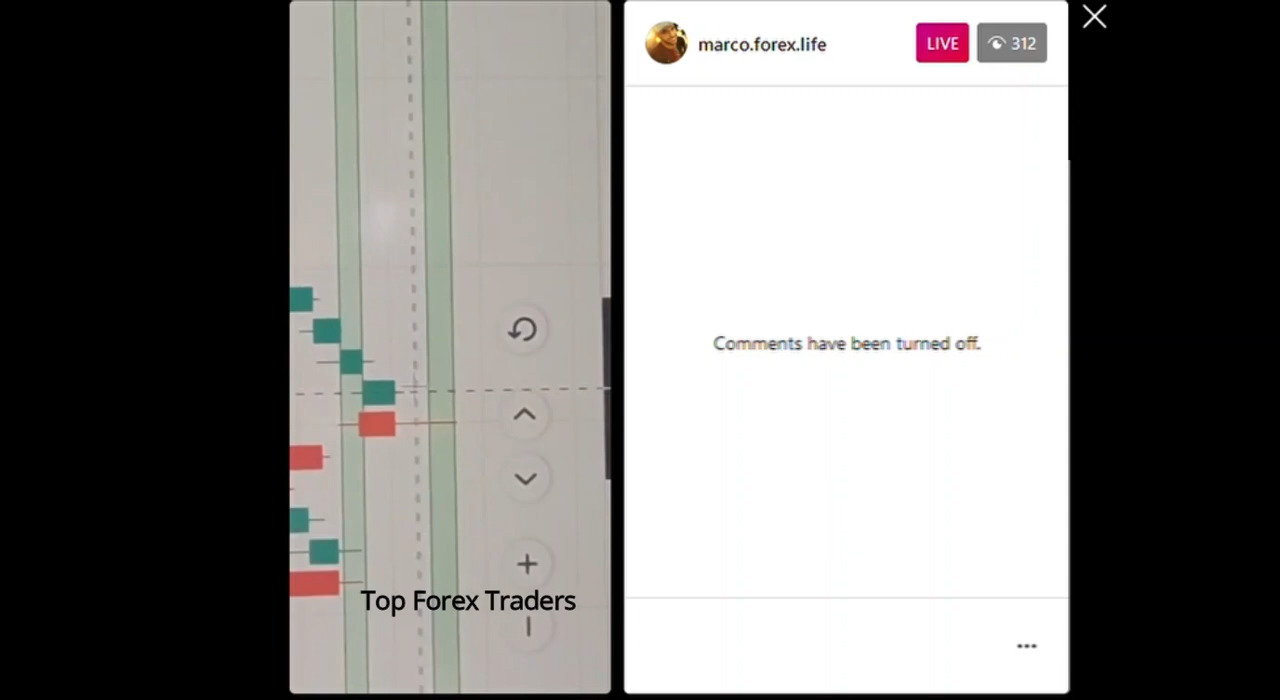 marco.forex.life
LIVE
312
Comments have been turned off.
Top Forex Traders